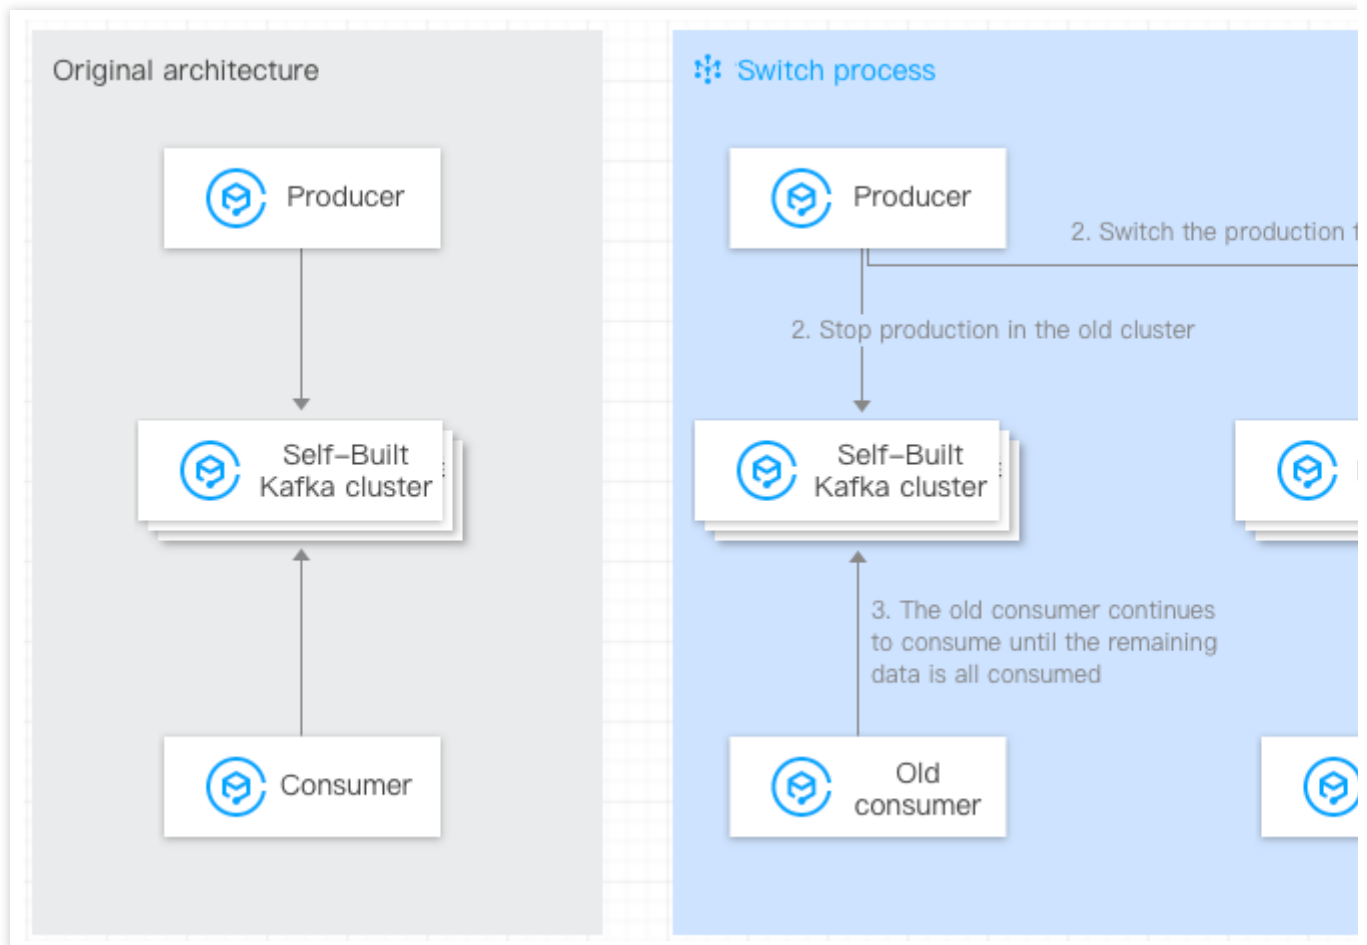 Original architecture
Producer
Self-Built
Kafka cluster
Consumer
Switch process
Producer
2. Switch the production
2. Stop production in the old cluster
Self-Built
Kafka cluster
3. The old consumer continues
to consume until the remaining
data is all consumed
Old
consumer